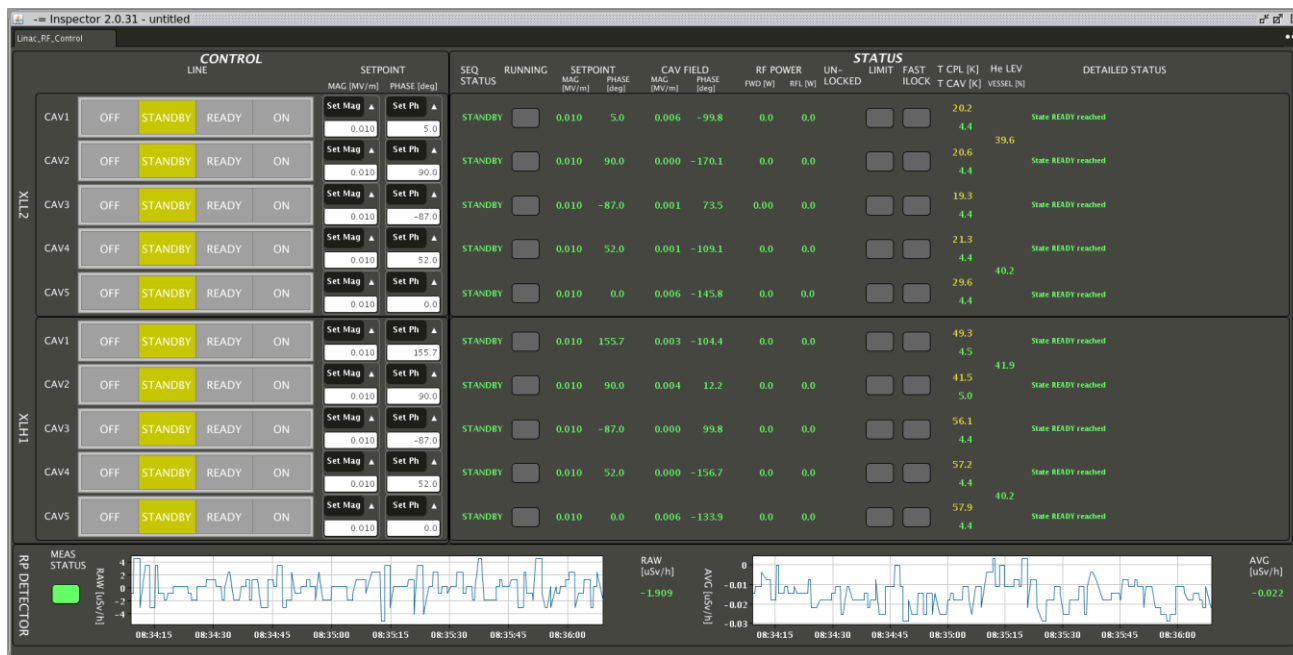 -= Inspector 2.0.31 - untitled
Linac_RF_Control
CONTROL
LINE SETPOINT
MAG [MV/m] PHASE [deg]
STATUS
SEQ STATUS RUNNING SETPOINT CAV FIELD RF POWER UN-LOCKED LIMIT FAST ILOCK T CPL [K] He LEV DETAILED STATUS
MAG [MV/m] PHASE [deg] MAG [MV/m] PHASE [deg] FWD [W] RFL [W] T CAV [K] VESSEL [%]
XLL2
CAV1 OFF STANDBY READY ON Set Mag ▲ Set Ph ▲ 0.010 5.0 STANDBY 0.010 5.0 0.006 -99.8 0.0 0.0 20.2 4.4 State READY reached
39.6
CAV2 OFF STANDBY READY ON Set Mag ▲ Set Ph ▲ 0.010 90.0 STANDBY 0.010 90.0 0.000 -170.1 0.0 0.0 20.6 4.4 State READY reached
CAV3 OFF STANDBY READY ON Set Mag ▲ Set Ph ▲ 0.010 -87.0 STANDBY 0.010 -87.0 0.001 73.5 0.00 0.0 19.3 4.4 State READY reached
CAV4 OFF STANDBY READY ON Set Mag ▲ Set Ph ▲ 0.010 52.0 STANDBY 0.010 52.0 0.001 -109.1 0.0 0.0 21.3 4.4 State READY reached
40.2
CAV5 OFF STANDBY READY ON Set Mag ▲ Set Ph ▲ 0.010 0.0 STANDBY 0.010 0.0 0.006 -145.8 0.0 0.0 29.6 4.4 State READY reached
XLH1
CAV1 OFF STANDBY READY ON Set Mag ▲ Set Ph ▲ 0.010 155.7 STANDBY 0.010 155.7 0.003 -104.4 0.0 0.0 49.3 4.5 State READY reached
41.9
CAV2 OFF STANDBY READY ON Set Mag ▲ Set Ph ▲ 0.010 90.0 STANDBY 0.010 90.0 0.004 12.2 0.0 0.0 41.5 5.0 State READY reached
CAV3 OFF STANDBY READY ON Set Mag ▲ Set Ph ▲ 0.010 -87.0 STANDBY 0.010 -87.0 0.000 99.8 0.0 0.0 56.1 4.4 State READY reached
CAV4 OFF STANDBY READY ON Set Mag ▲ Set Ph ▲ 0.010 52.0 STANDBY 0.010 52.0 0.000 -156.7 0.0 0.0 57.2 4.4 State READY reached
40.2
CAV5 OFF STANDBY READY ON Set Mag ▲ Set Ph ▲ 0.010 0.0 STANDBY 0.010 0.0 0.006 -133.9 0.0 0.0 57.9 4.4 State READY reached
RP DETECTOR
MEAS STATUS
RAW [uSv/h]
4
2
0
-2
-4
08:34:15 08:34:30 08:34:45 08:35:00 08:35:15 08:35:30 08:35:45 08:36:00
RAW
[uSv/h]
-1.909
AVG [uSv/h]
0
-0.01
-0.02
-0.03
08:34:15 08:34:30 08:34:45 08:35:00 08:35:15 08:35:30 08:35:45 08:36:00
AVG
[uSv/h]
-0.022